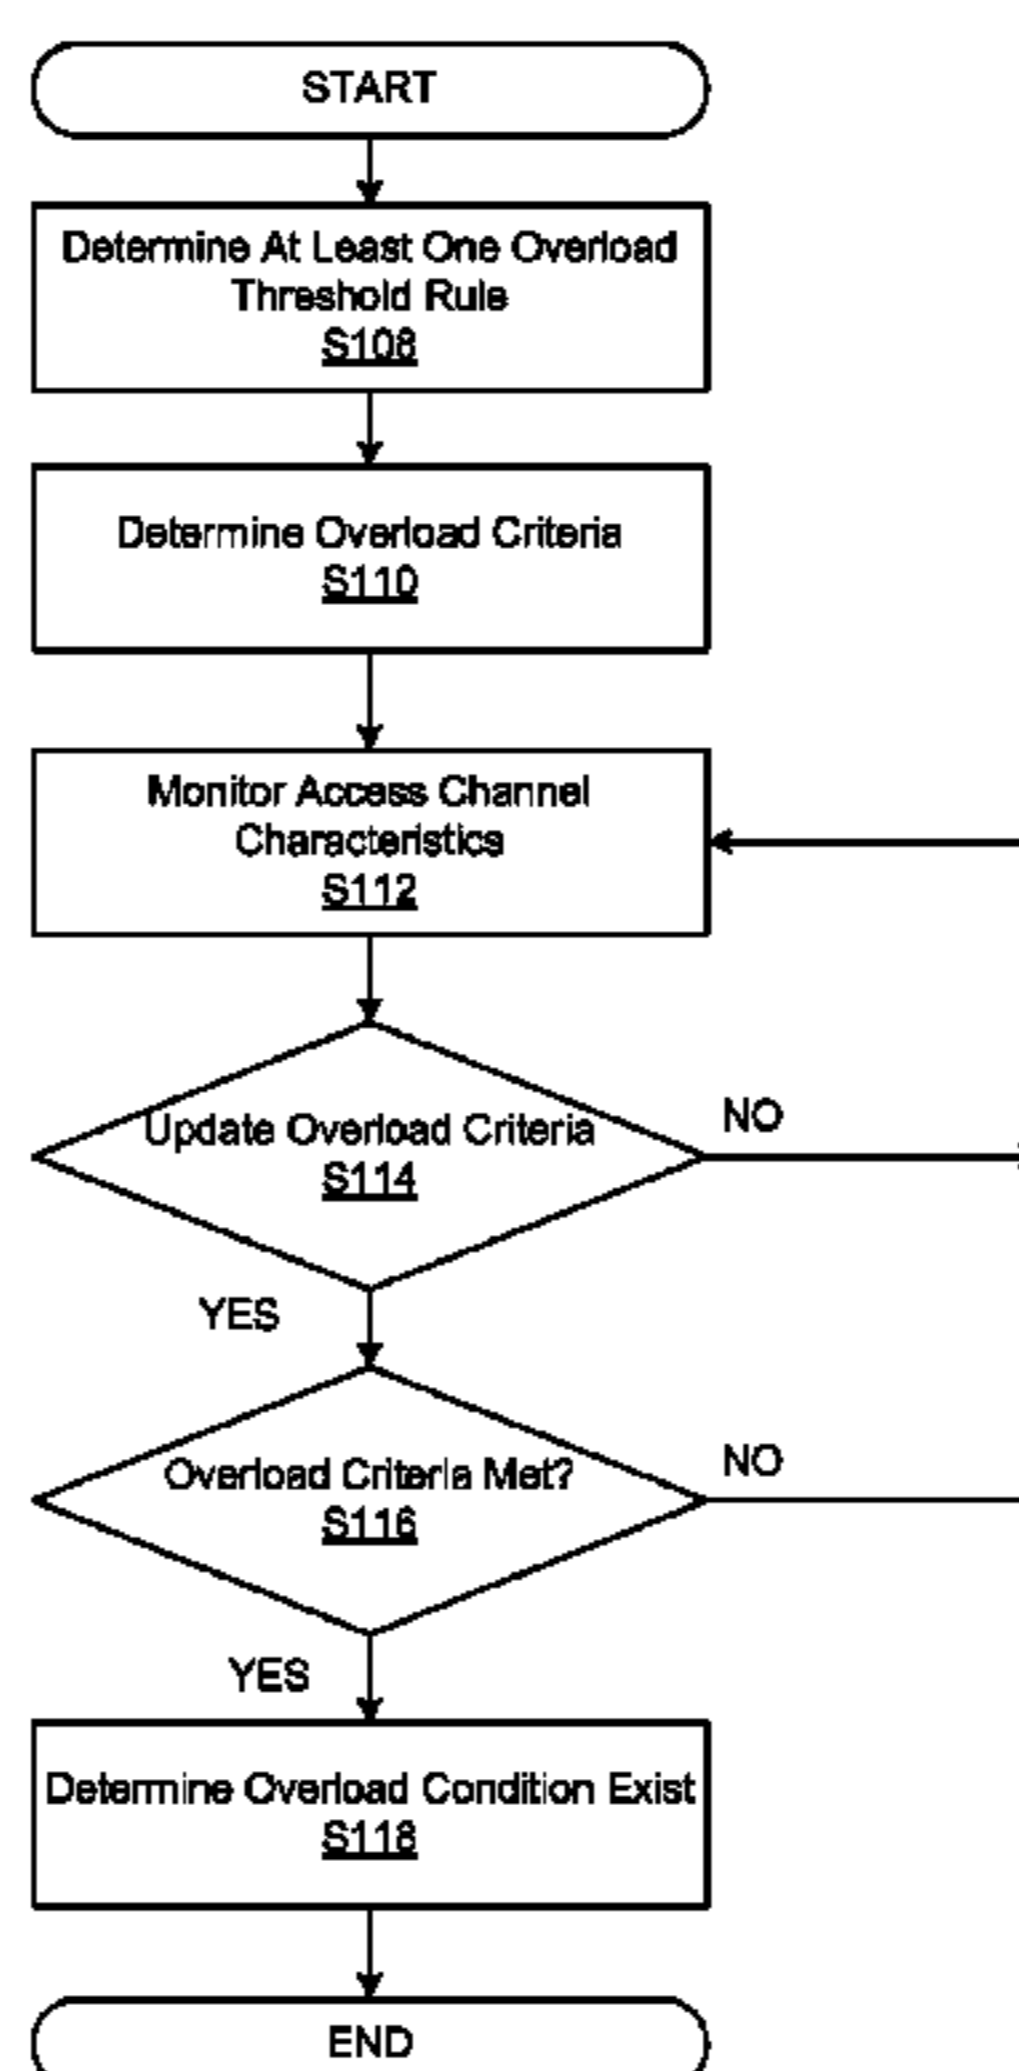 START
Determine At Least One Overload
Threshold Rule
S108
Determine Overload Criteria
S110
Monitor Access Channel
Characteristics
S112
Update Overload Criteria
S114
NO
YES
Overload Criteria Met?
S116
NO
YES
Determine Overload Condition Exist
S118
END